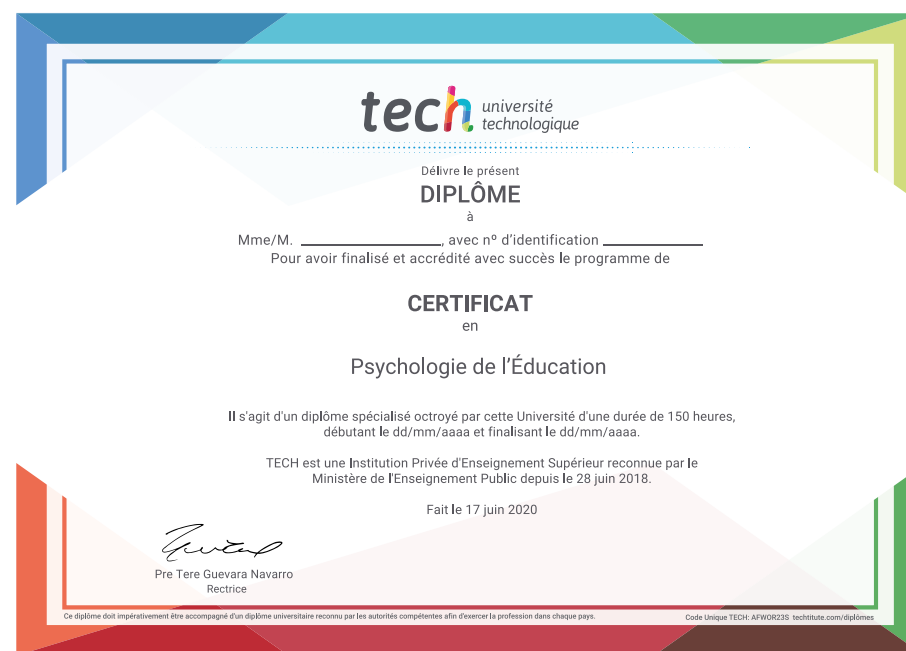 tech université
technologique
Délivre le présent
DIPLÔME
à
Mme/M. ____________________, avec nº d'identification ______________
Pour avoir finalisé et accrédité avec succès le programme de
CERTIFICAT
en
Psychologie de l'Éducation
Il s'agit d'un diplôme spécialisé octroyé par cette Université d'une durée de 150 heures,
débutant le dd/mm/aaaa et finalisant le dd/mm/aaaa.
TECH est une Institution Privée d'Enseignement Supérieur reconnue par le
Ministère de l'Enseignement Public depuis le 28 juin 2018.
Fait le 17 juin 2020
Pre Tere Guevara Navarro
Rectrice
Ce diplôme doit impérativement être accompagné d'un diplôme universitaire reconnu par les autorités compétentes afin d'exercer la profession dans chaque pays.
Code Unique TECH: AFWOR23S techtitute.com/diplômes